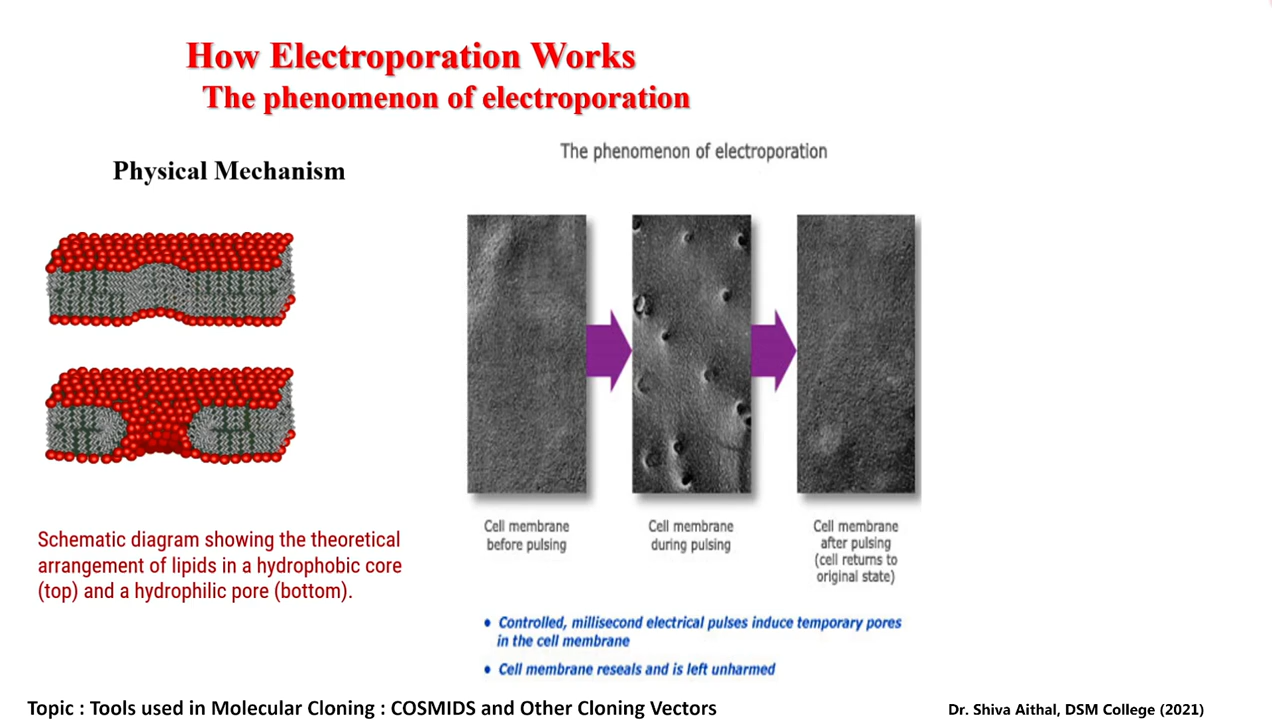 How Electroporation Works
The phenomenon of electroporation
Physical Mechanism
Schematic diagram showing the theoretical
arrangement of lipids in a hydrophobic core
(top) and a hydrophilic pore (bottom).
The phenomenon of electroporation
Cell membrane
before pulsing
Cell membrane
during pulsing
Cell membrane
after pulsing
(cell returns to
original state)
• Controlled, millisecond electrical pulses induce temporary pores
in the cell membrane
• Cell membrane reseals and is left unharmed
Topic : Tools used in Molecular Cloning : COSMIDS and Other Cloning Vectors
Dr. Shiva Aithal, DSM College (2021)